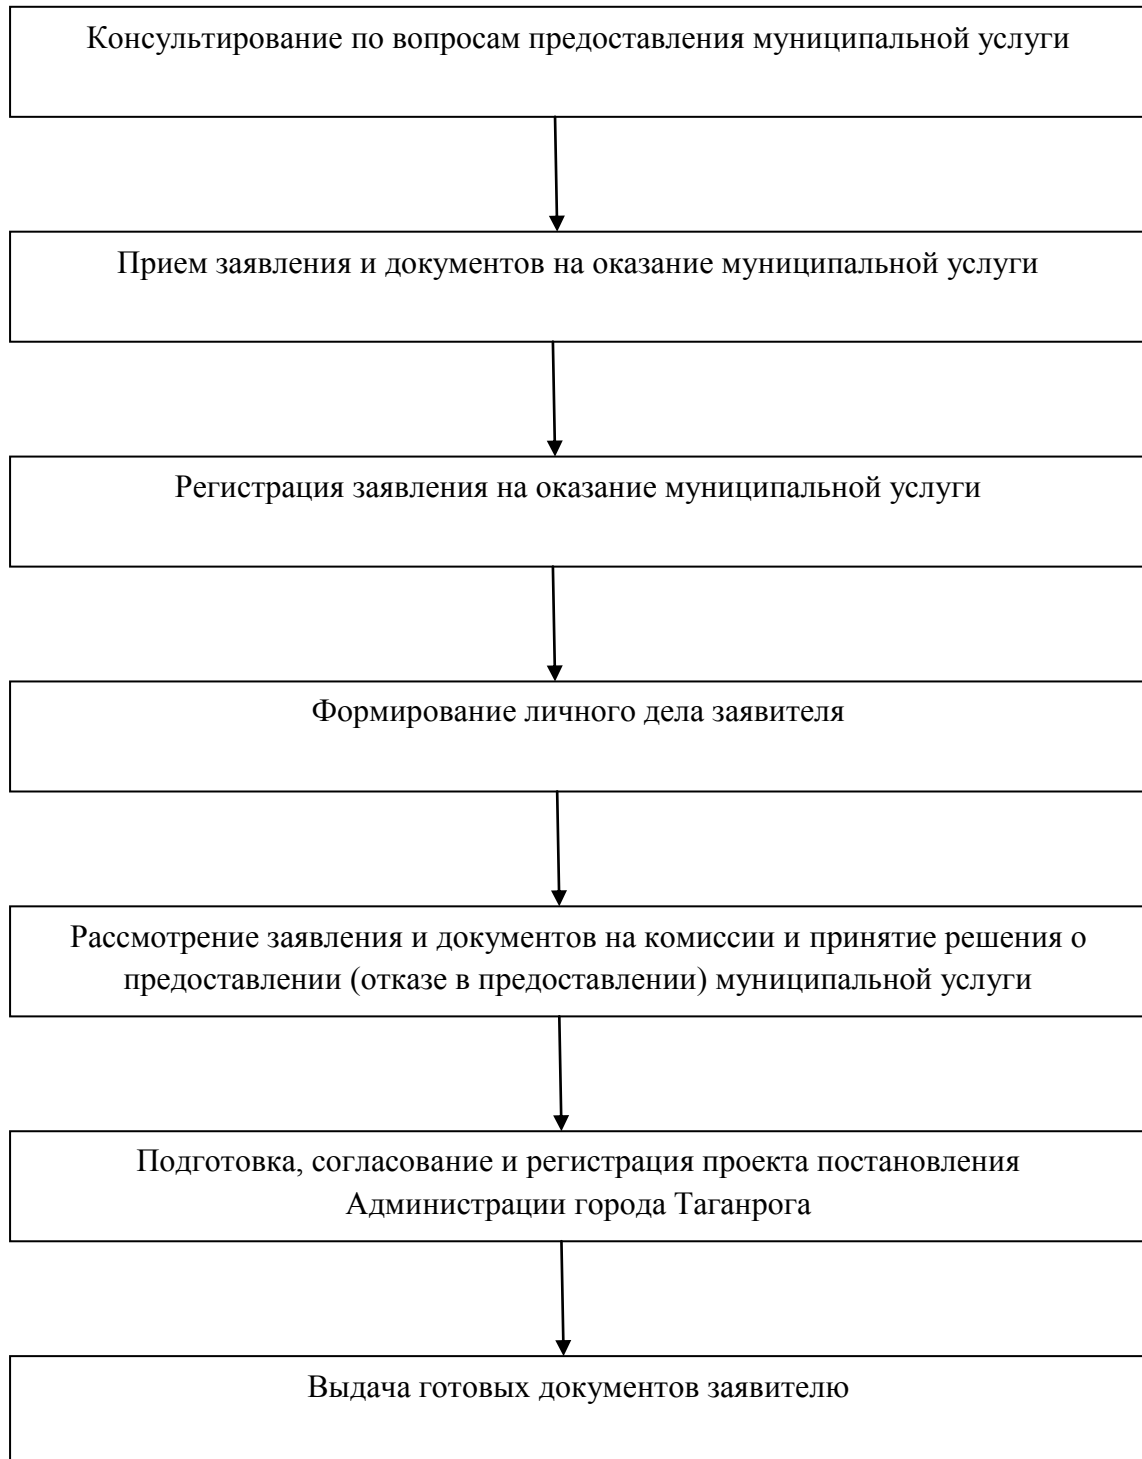 Консультирование по вопросам предоставления муниципальной услуги
Прием заявления и документов на оказание муниципальной услуги
Регистрация заявления на оказание муниципальной услуги
Формирование личного дела заявителя
Рассмотрение заявления и документов на комиссии и принятие решения о
предоставлении (отказе в предоставлении) муниципальной услуги
Подготовка, согласование и регистрация проекта постановления
Администрации города Таганрога
Выдача готовых документов заявителю